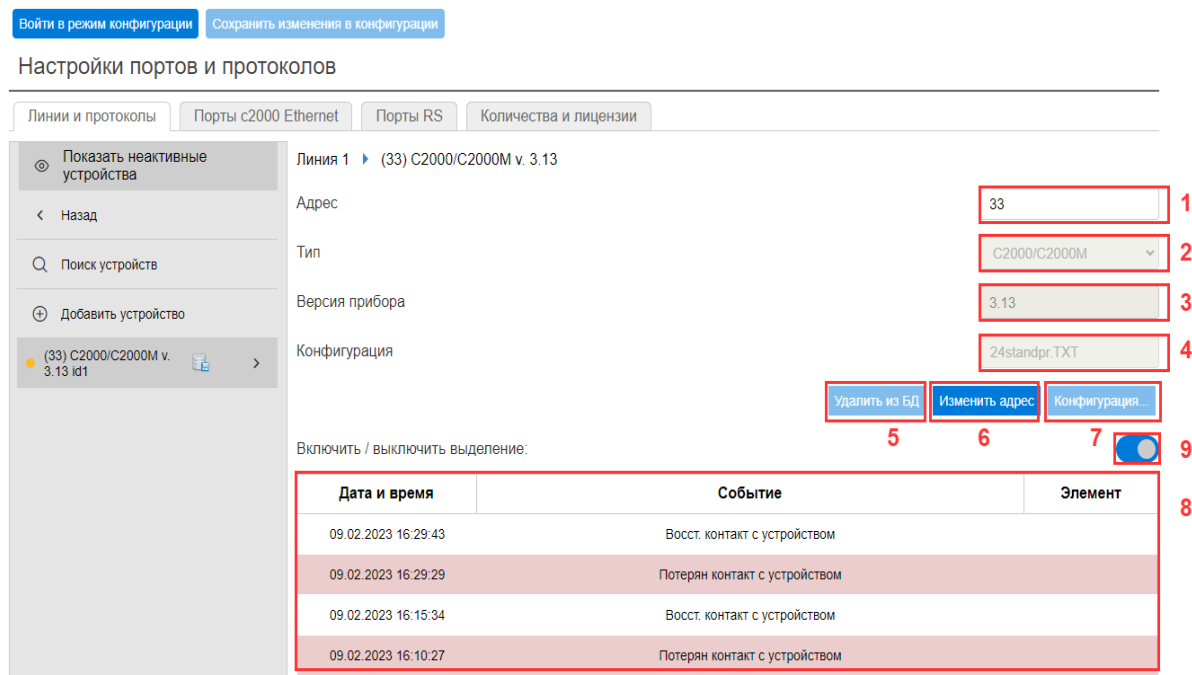 Войти в режим конфигурации Сохранить изменения в конфигурации
Настройки портов и протоколов
Линии и протоколы Порты c2000 Ethernet Порты RS Количества и лицензии
Показать неактивные
устройства
Назад
Поиск устройств
Добавить устройство
(33) С2000/С2000М v.
3.13 id1
Линия 1 (33) С2000/С2000М v. 3.13
Адрес 33 1
Тип С2000/С2000М 2
Версия прибора 3.13 3
Конфигурация 24standpr.TXT 4
Удалить из БД Изменить адрес Конфигурация...
5 6 7
Включить / выключить выделение: 9
Дата и время Событие Элемент 8
09.02.2023 16:29:43 Восст. контакт с устройством
09.02.2023 16:29:29 Потерян контакт с устройством
09.02.2023 16:15:34 Восст. контакт с устройством
09.02.2023 16:10:27 Потерян контакт с устройством